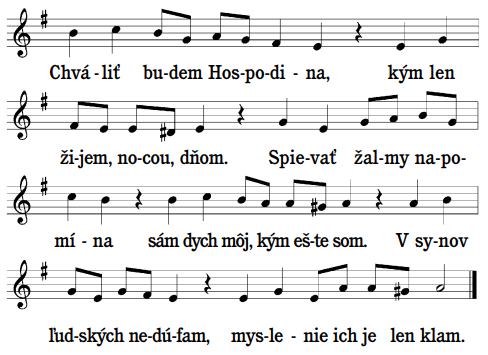 Chvá - liť bu-dem Hos-po-di - na, kým len
ži-jem, no-cou, dňom. Spie-vať žal-my na-po-
mí - na sám dych môj, kým eš-te som. V sy-nov
ľud-ských ne-dú-fam, mys-le - nie ich je len klam.